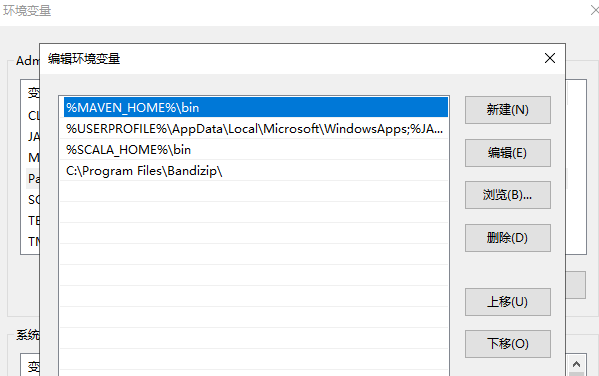 环境变量
编辑环境变量
%MAVEN_HOME%\bin
%USERPROFILE%\AppData\Local\Microsoft\WindowsApps;%JA...
%SCALA_HOME%\bin
C:\Program Files\Bandizip\
新建(N)
编辑(E)
浏览(B)...
删除(D)
上移(U)
下移(O)
Adm
变
CL
JA
M
Pa
SC
TE
TM
系统
变